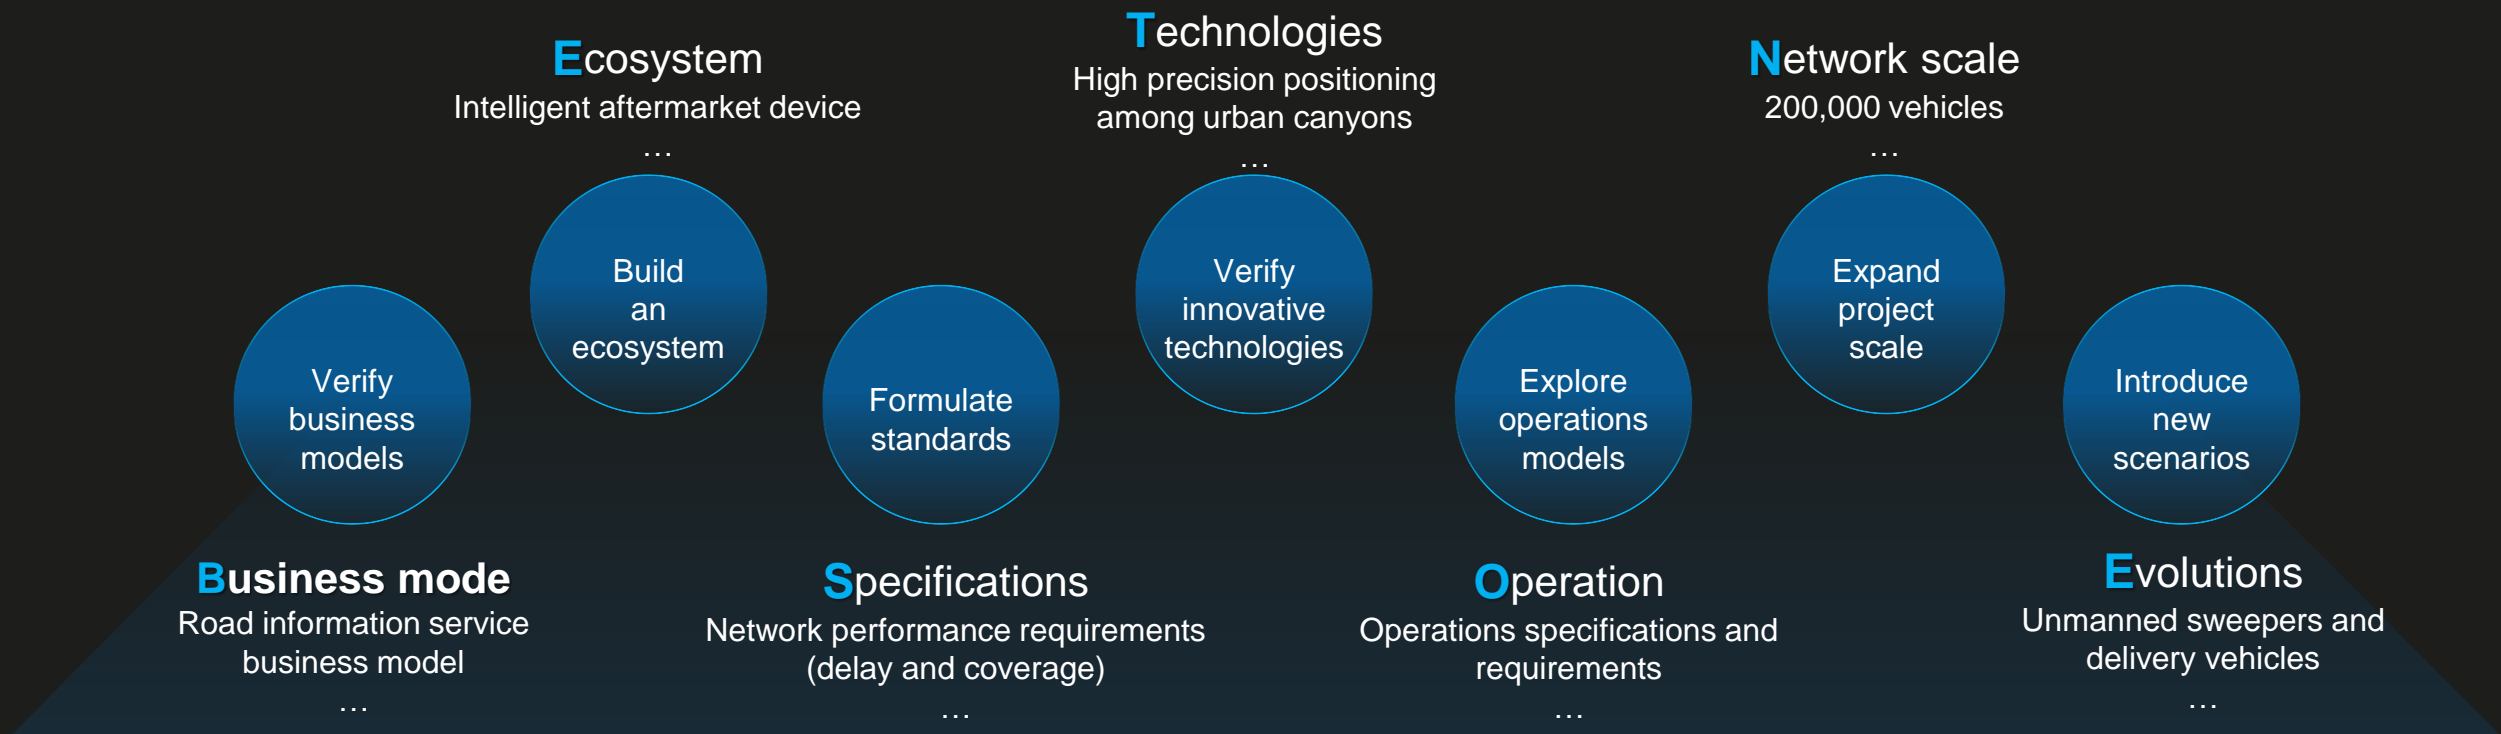 Business mode
Road information service
business model
…
Verify
business
models
Ecosystem
Intelligent aftermarket device
…
Build
an
ecosystem
Formulate
standards
Specifications
Network performance requirements
(delay and coverage)
…
Technologies
High precision positioning
among urban canyons
…
Verify
innovative
technologies
Explore
operations
models
Operation
Operations specifications and
requirements
…
Network scale
200,000 vehicles
…
Expand
project
scale
Introduce
new
scenarios
Evolutions
Unmanned sweepers and
delivery vehicles
…